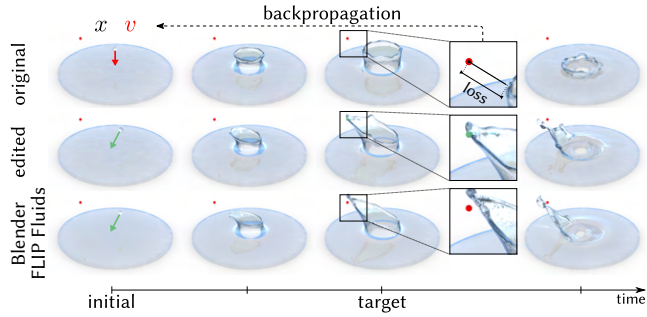 backpropagation
x v
original
loss
edited
Blender
FLIP Fluids
initial
target
time